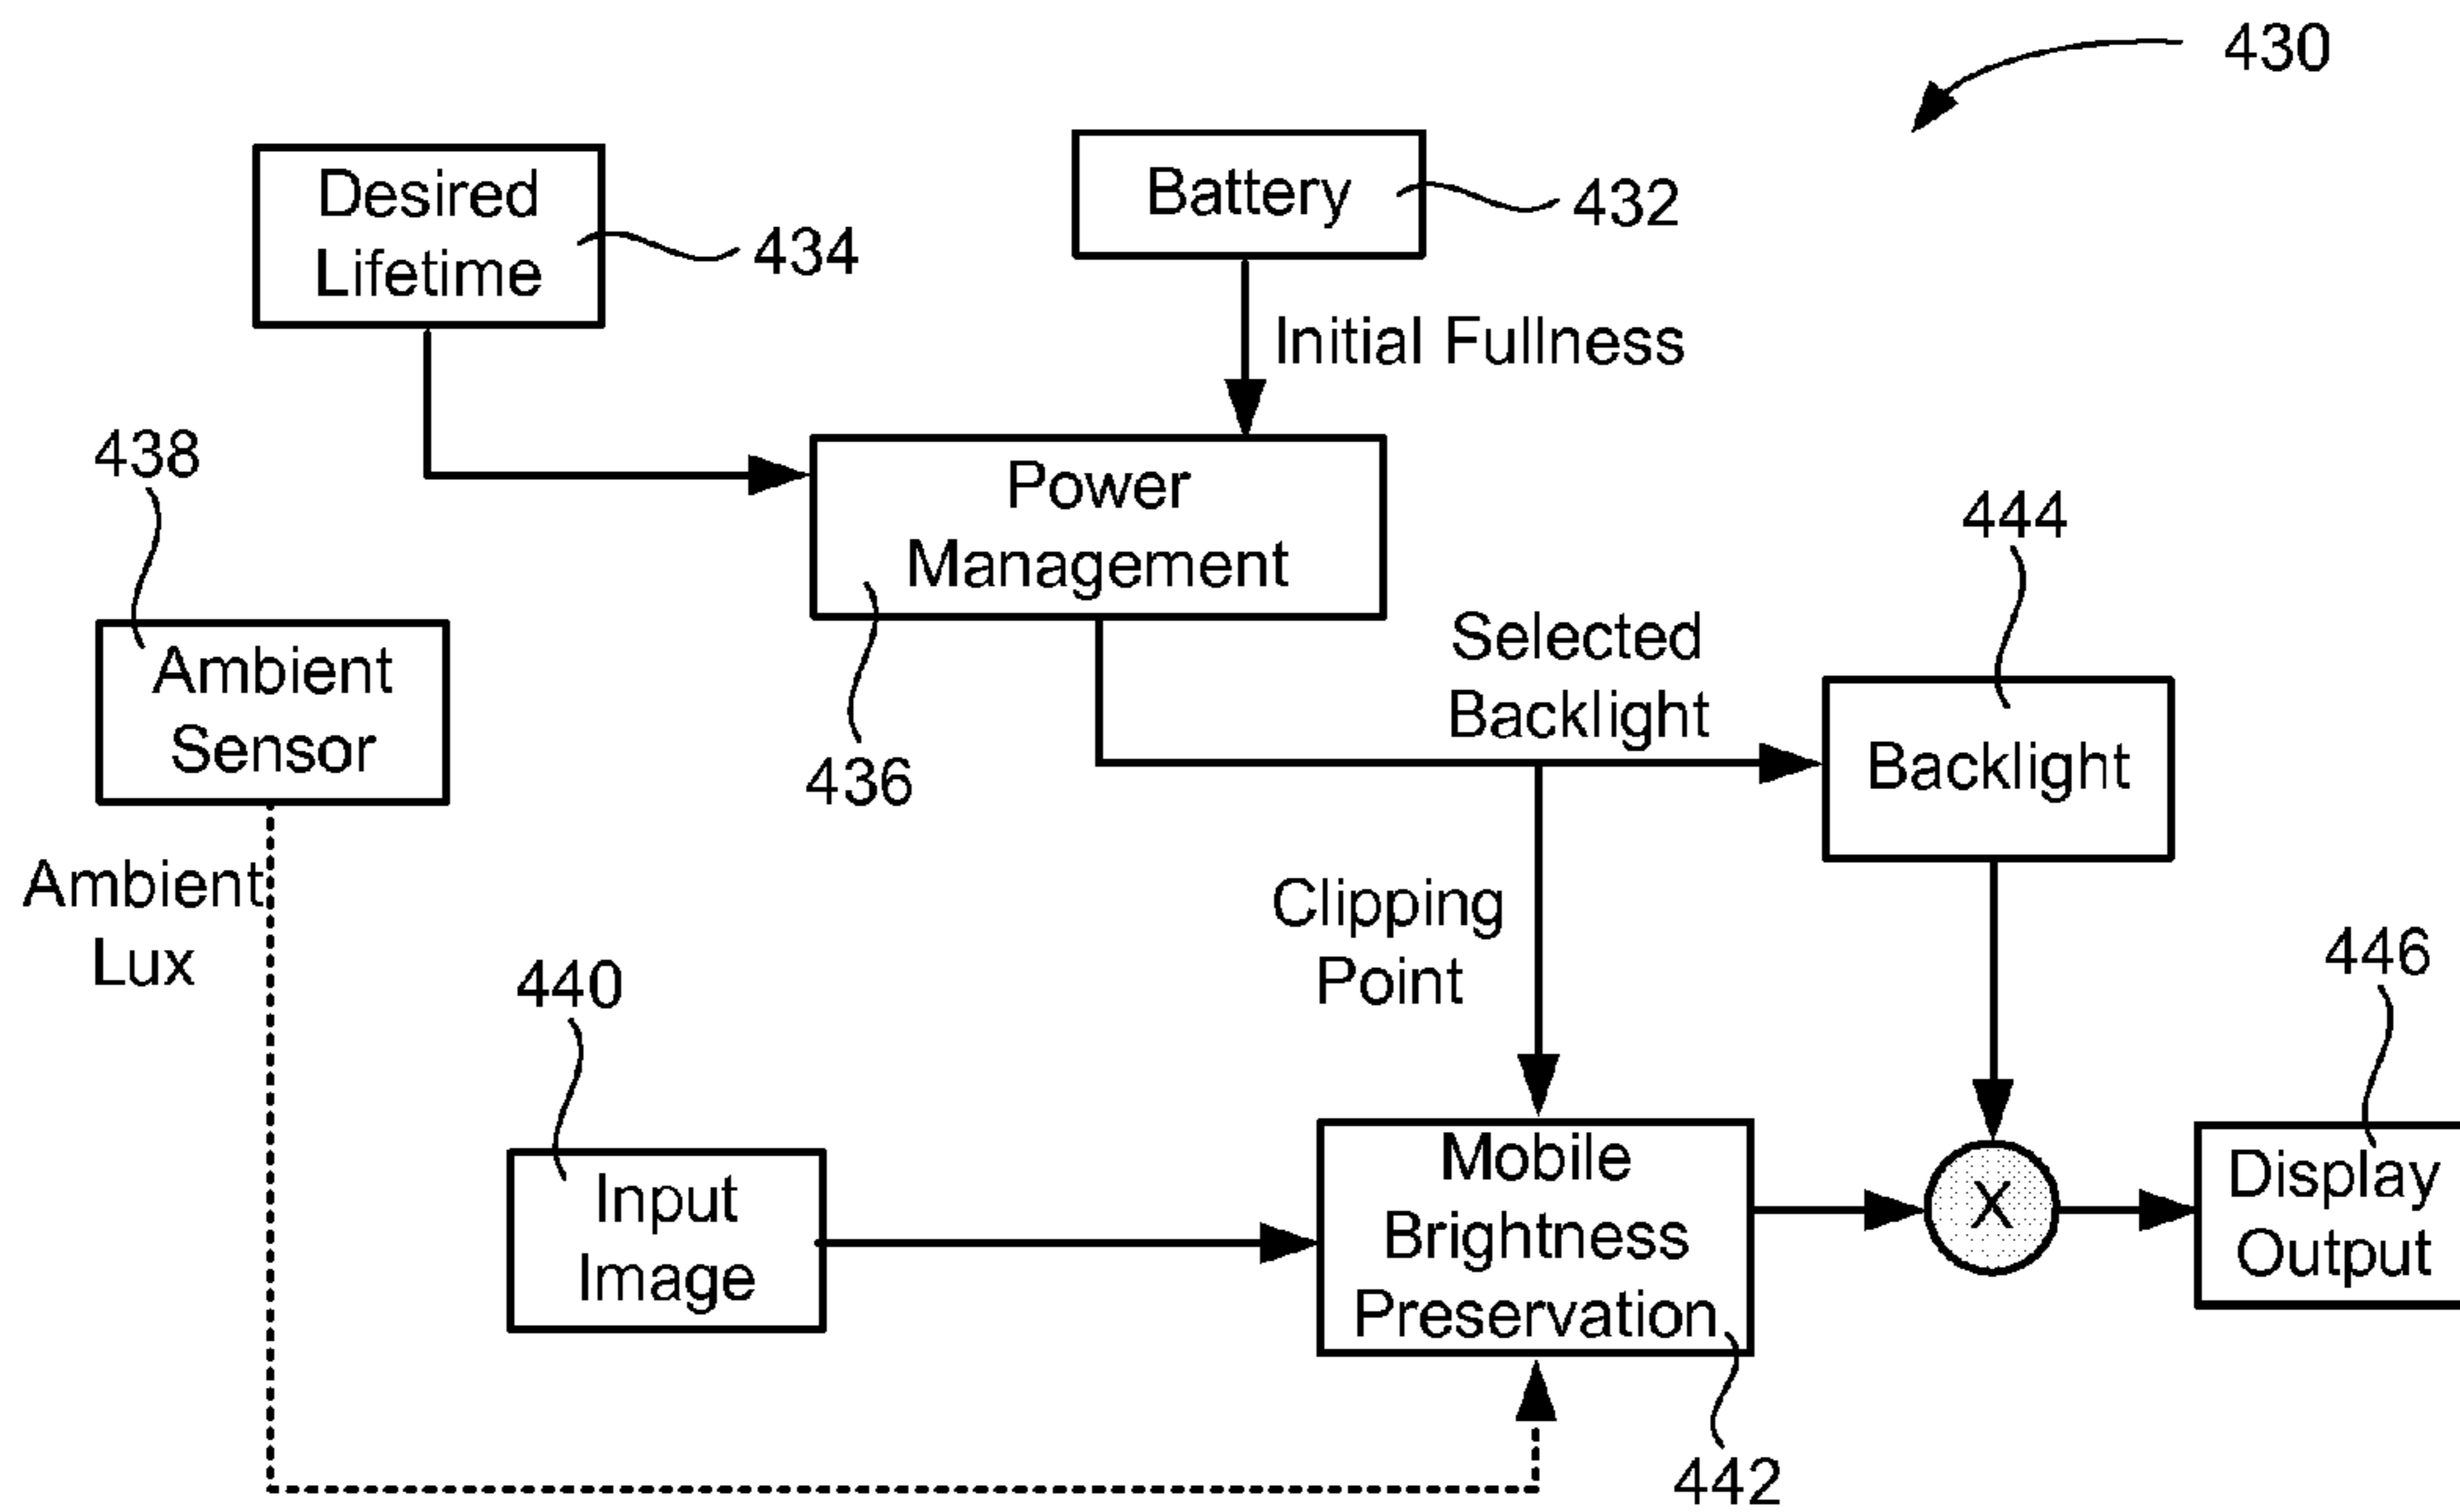 430
Desired
Lifetime
434
Battery
432
Initial Fullness
438
Power
Management
436
444
Ambient
Sensor
Selected
Backlight
Backlight
Ambient
Lux
Clipping
Point
440
446
Input
Image
Mobile
Brightness
Preservation
442
X
Display
Output